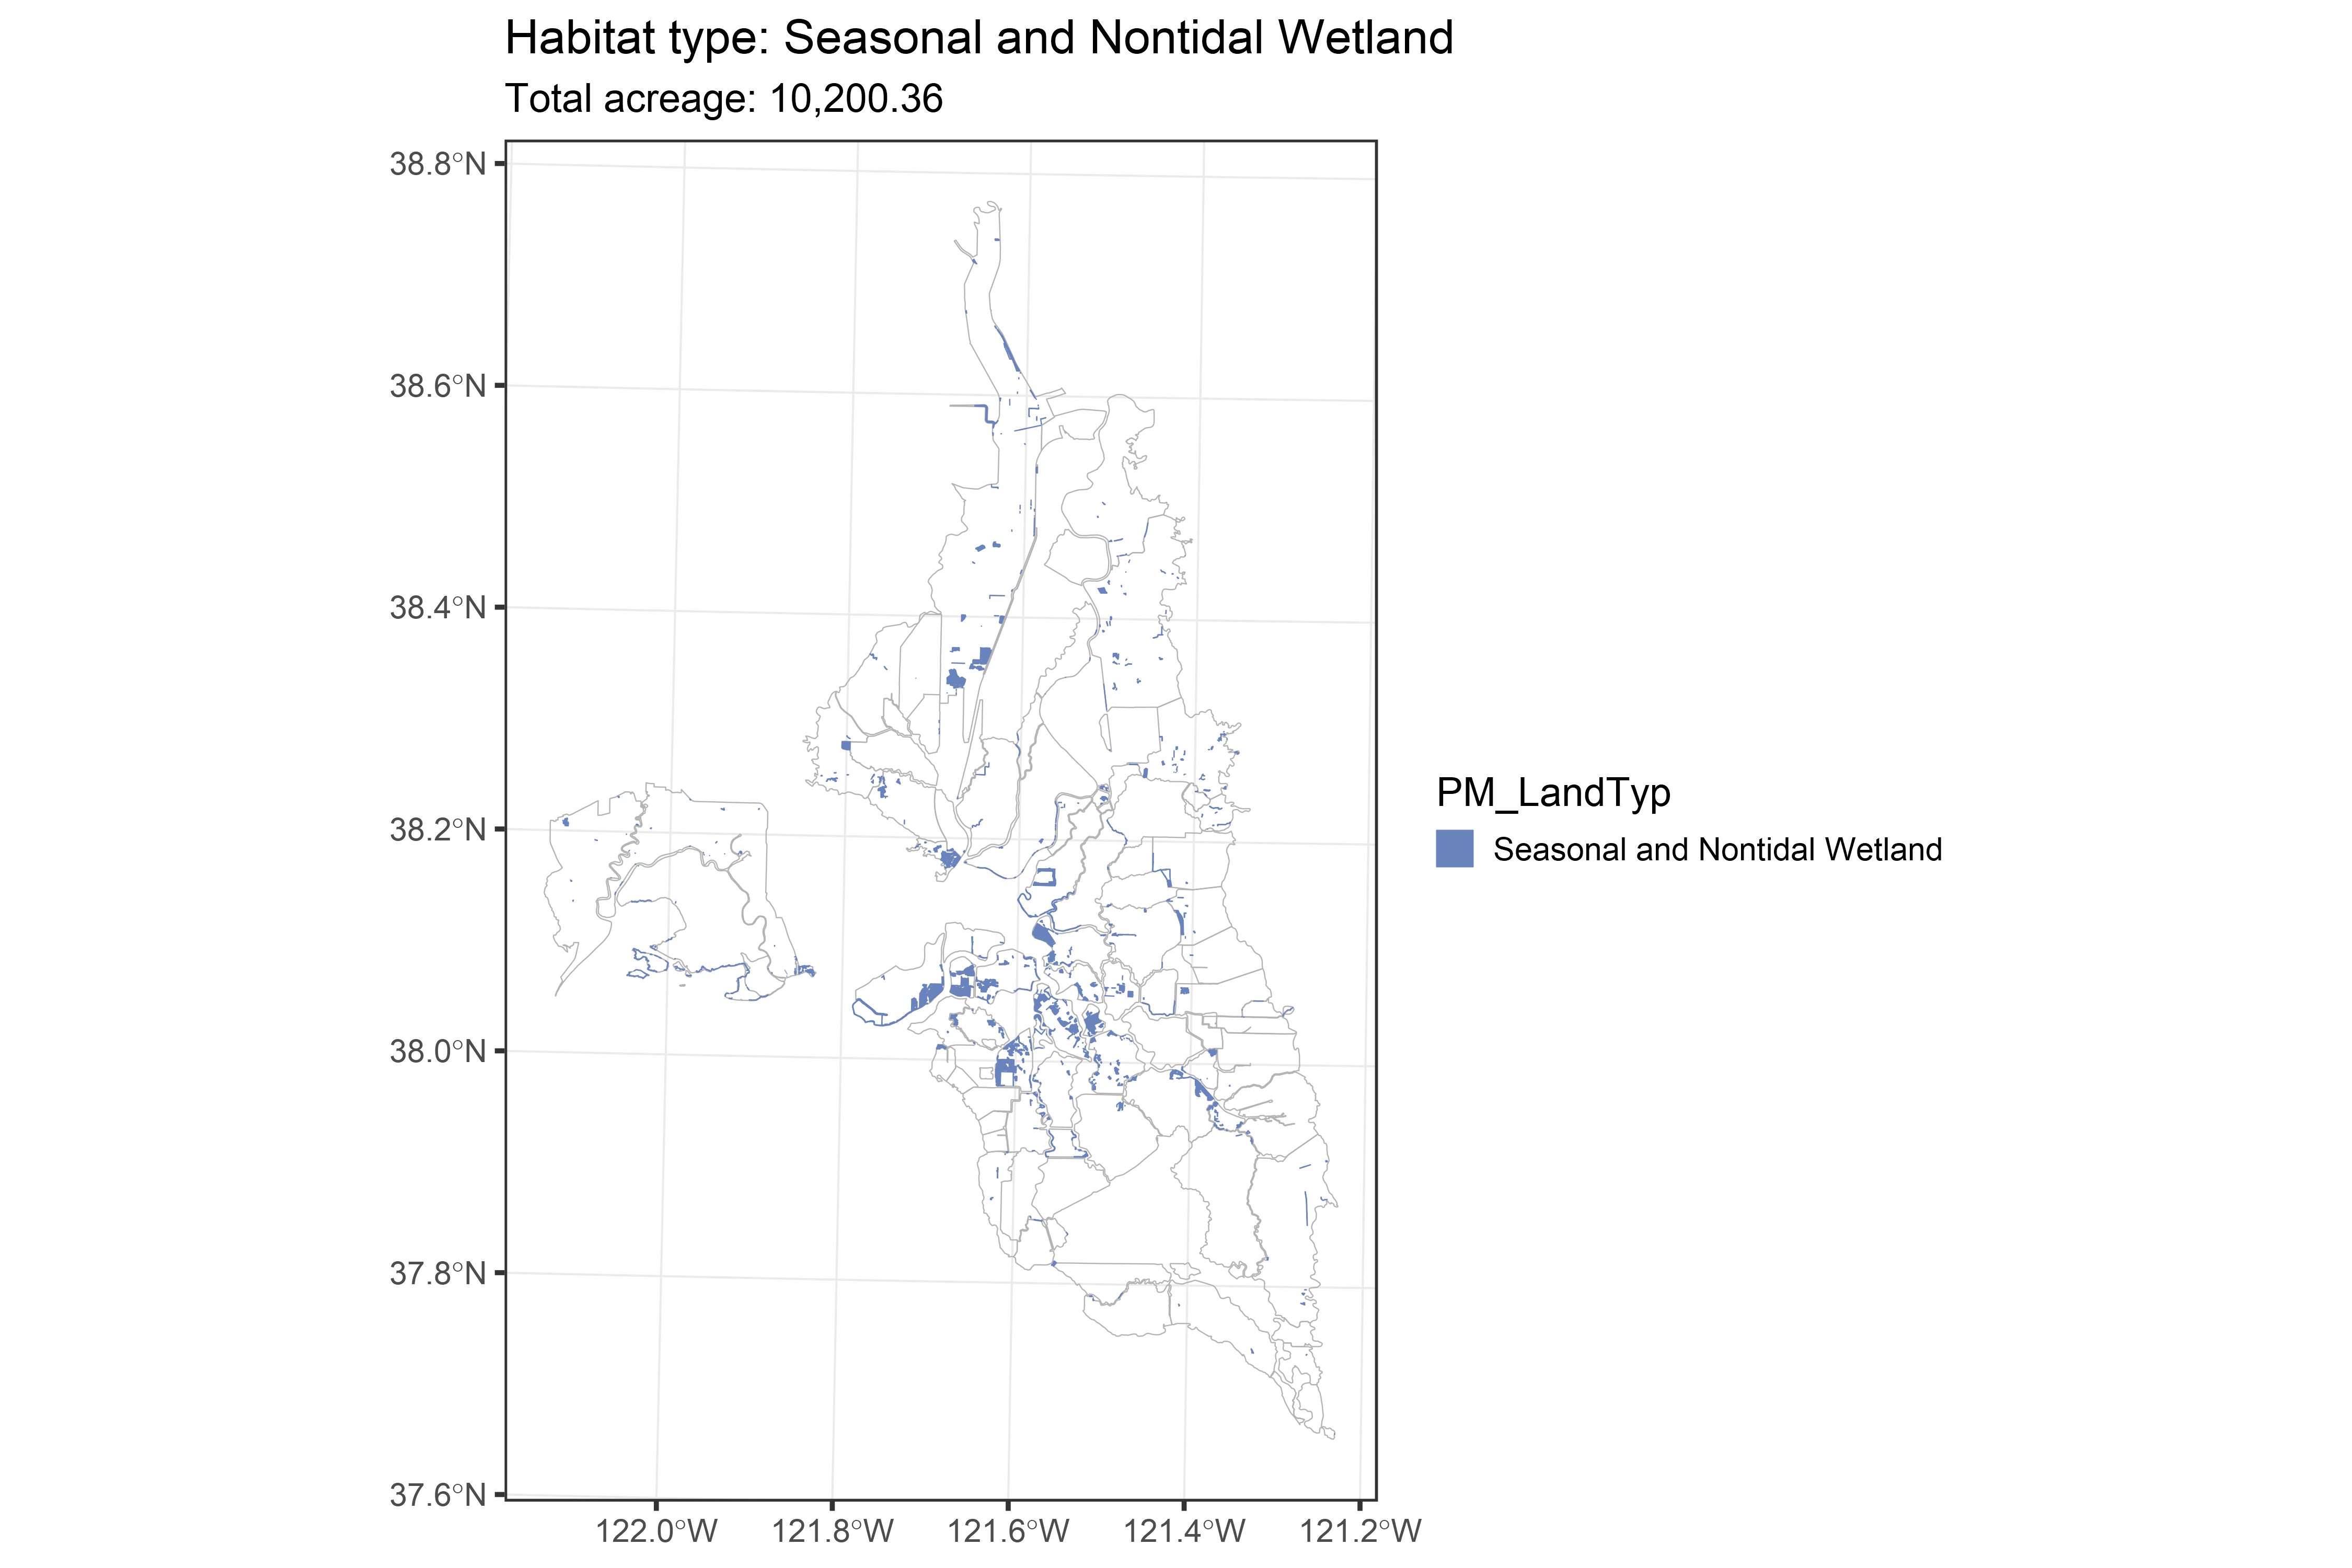 Habitat type: Seasonal and Nontidal Wetland
Total acreage: 10,200.36
38.8°N
38.6°N
38.4°N
38.2°N
38.0°N
37.8°N
37.6°N
122.0°W 121.8°W 121.6°W 121.4°W 121.2°W
PM_LandTyp
Seasonal and Nontidal Wetland